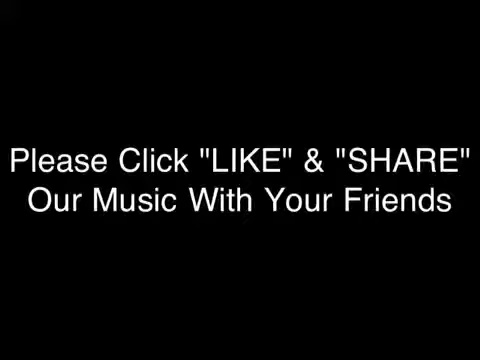 Please Click "LIKE" & "SHARE"
Our Music With Your Friends